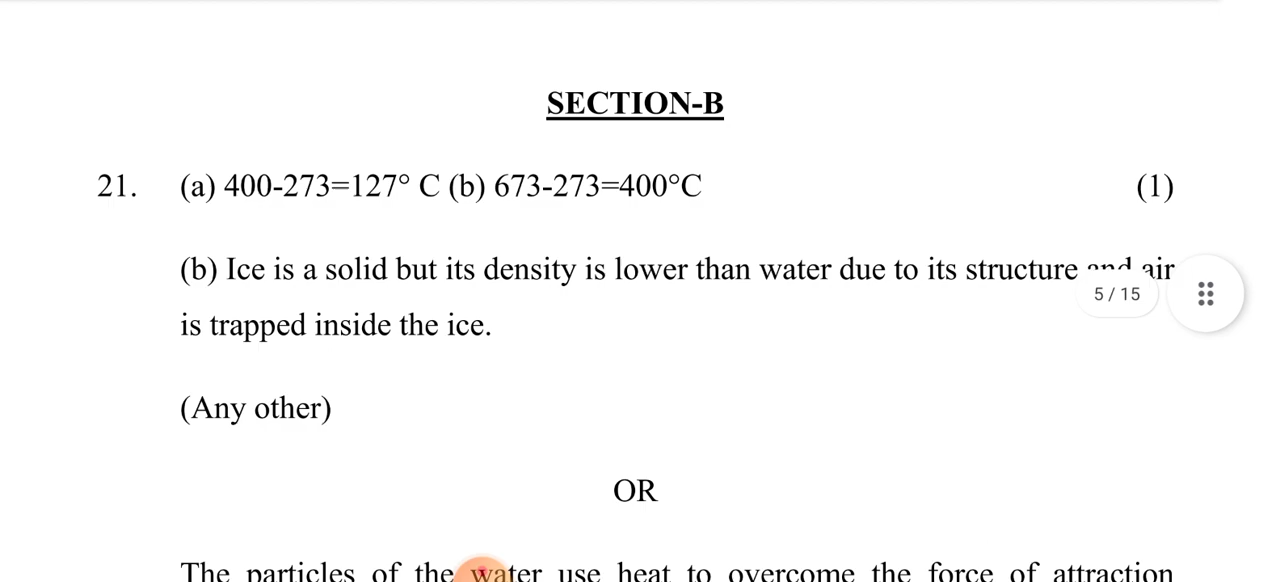 SECTION-B
21. (a) 400-273=127° C (b) 673-273=400°C (1)
(b) Ice is a solid but its density is lower than water due to its structure and air
5 / 15
is trapped inside the ice.
(Any other)
OR
The particles of the water use heat to overcome the force of attraction